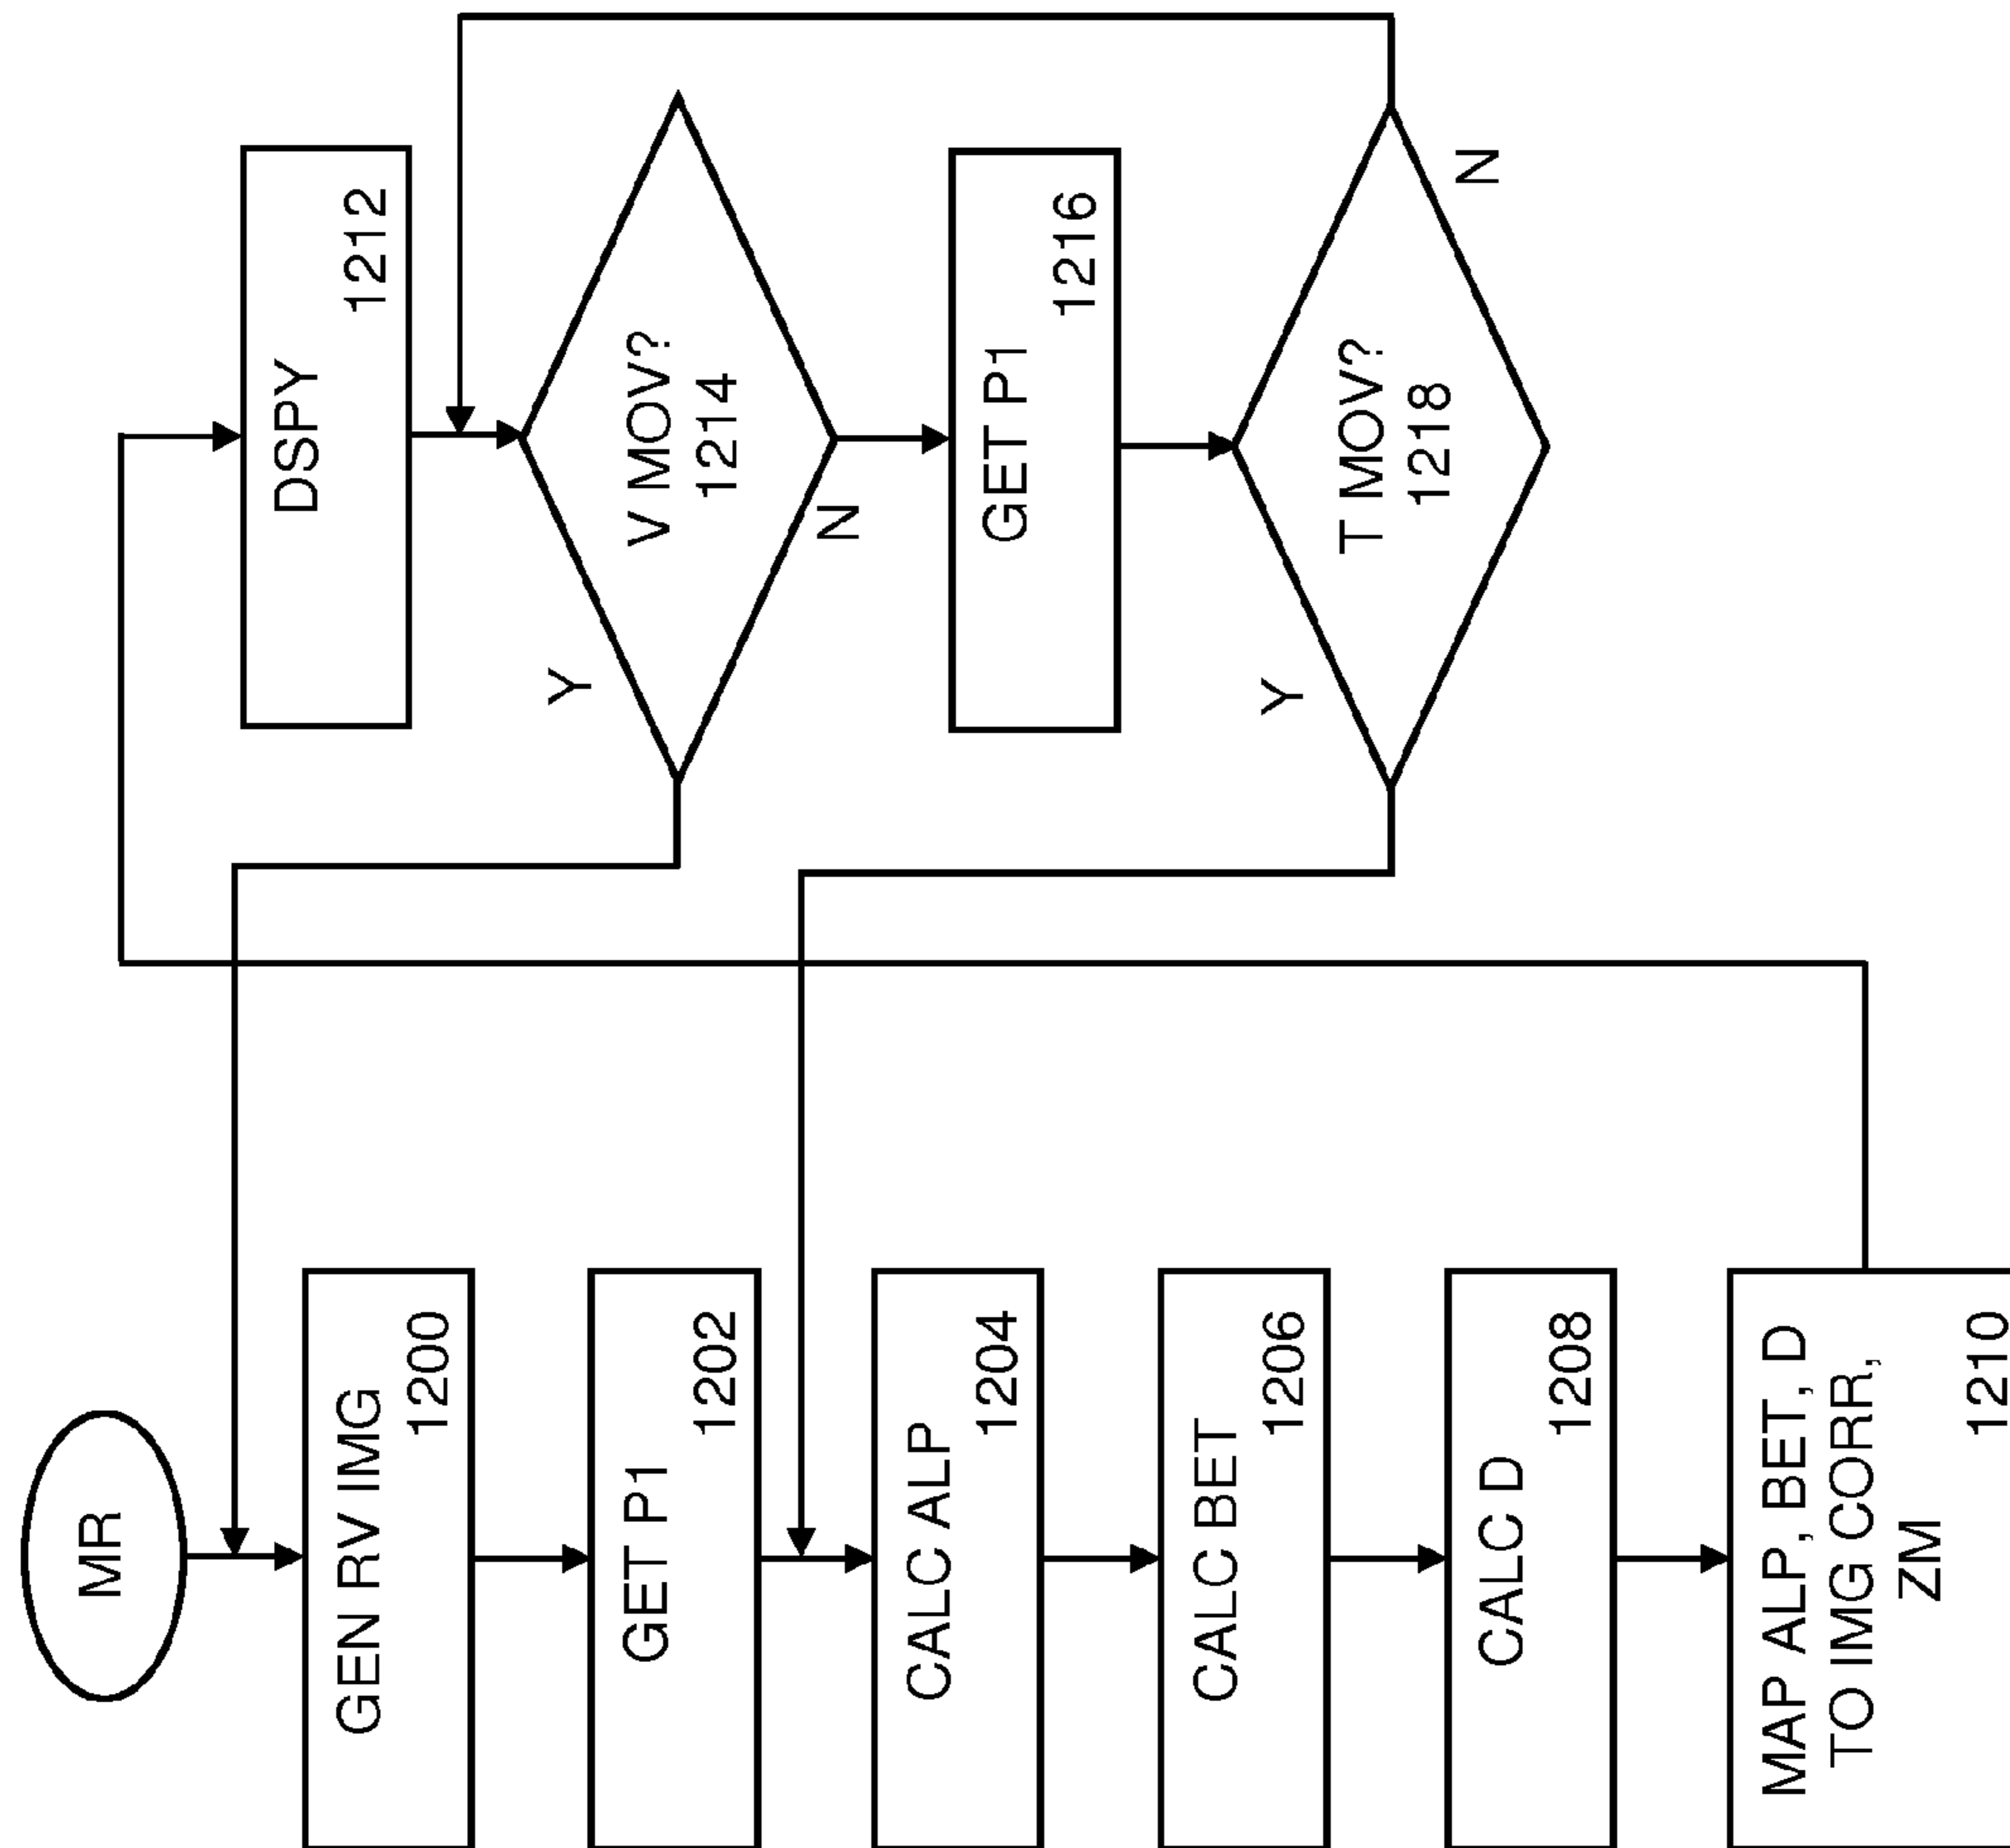 MR
GEN RV IMG
1200
GET P1
1202
CALC ALP
1204
CALC BET
1206
CALC D
1208
MAP ALP, BET, D
TO IMG CORR,
ZM
1210
DSPY
1212
V MOV?
1214
Y
N
GET P1
1216
T MOV?
1218
Y
N